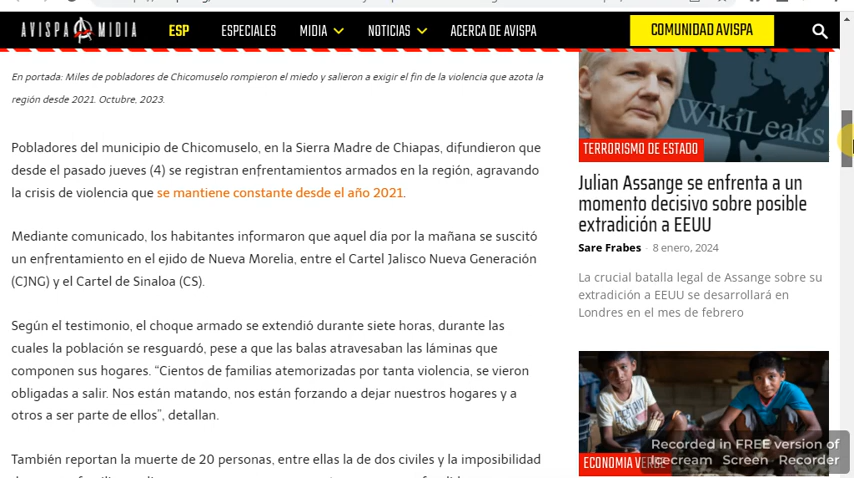 AVISPA MIDIA
ESP
ESPECIALES
MIDIA
NOTICIAS
ACERCA DE AVISPA
COMUNIDAD AVISPA
En portada: Miles de pobladores de Chicomuselo rompieron el miedo y salieron a exigir el fin de la violencia que azota la
región desde 2021. Octubre, 2023.
Pobladores del municipio de Chicomuselo, en la Sierra Madre de Chiapas, difundieron que
desde el pasado jueves (4) se registran enfrentamientos armados en la región, agravando
la crisis de violencia que se mantiene constante desde el año 2021.
Mediante comunicado, los habitantes informaron que aquel día por la mañana se suscitó
un enfrentamiento en el ejido de Nueva Morelia, entre el Cartel Jalisco Nueva Generación
(CJNG) y el Cartel de Sinaloa (CS).
Según el testimonio, el choque armado se extendió durante siete horas, durante las
cuales la población se resguardó, pese a que las balas atravesaban las láminas que
componen sus hogares. “Cientos de familias atemorizadas por tanta violencia, se vieron
obligadas a salir. Nos están matando, nos están forzando a dejar nuestros hogares y a
otros a ser parte de ellos”, detallan.
También reportan la muerte de 20 personas, entre ellas la de dos civiles y la imposibilidad
WikiLeaks
TERRORISMO DE ESTADO
Julian Assange se enfrenta a un
momento decisivo sobre posible
extradición a EEUU
Sare Frabes - 8 enero, 2024
La crucial batalla legal de Assange sobre su
extradición a EEUU se desarrollará en
Londres en el mes de febrero
ECONOMIA VERDE
Recorded in FREE version of
Icecream Screen Recorder